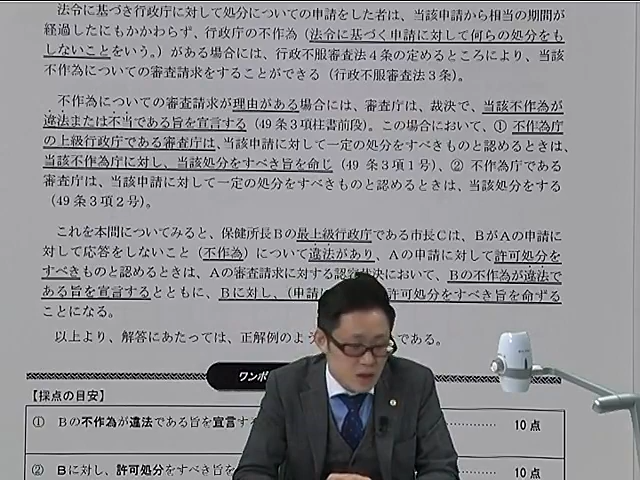 法令に基づき行政庁に対して処分についての申請をした者は、当該申請から相当の期間が
経過したにもかかわらず、行政庁の不作為（法令に基づく申請に対して何らの処分をも
しないことをいう。）がある場合には、行政不服審査法４条の定めるところにより、当該
不作為についての審査請求をすることができる（行政不服審査法３条）。
不作為についての審査請求が理由がある場合には、審査庁は、裁決で、当該不作為が
違法または不当である旨を宣言する（49条３項柱書前段）。この場合において、① 不作為庁
の上級行政庁である審査庁は、当該申請に対して一定の処分をすべきものと認めるときは、
当該不作為庁に対し、当該処分をすべき旨を命じ（49 条３項１号）、② 不作為庁である
審査庁は、当該申請に対して一定の処分をすべきものと認めるときは、当該処分をする
（49 条３項２号）。
これを本問についてみると、保健所長Ｂの最上級行政庁である市長Ｃは、ＢがＡの申請に
対して応答をしないこと（不作為）について違法があり、Ａの申請に対して許可処分を
すべきものと認めるときは、Ａの審査請求に対する認容裁決において、Ｂの不作為が違法で
ある旨を宣言するとともに、Ｂに対し、（申請 許可処分をすべき旨を命ずる
ことになる。
以上より、解答にあたっては、正解例のよ である。
ワンポ
【採点の目安】
① Ｂの不作為が違法である旨を宣言す 10 点
② Ｂに対し、許可処分をすべき旨を 10 点